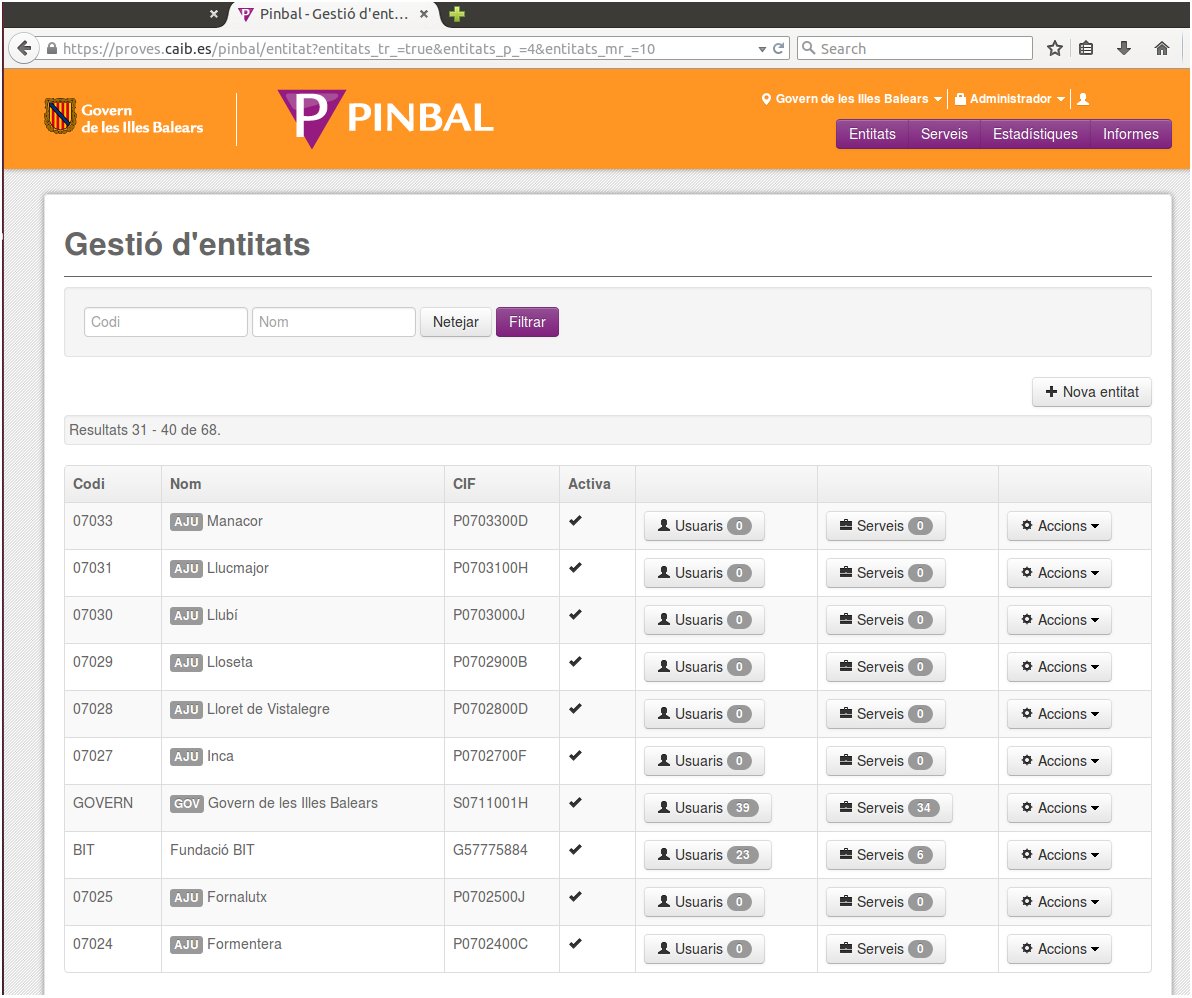 Pinbal - Gestió d'ent...
https://proves.caib.es/pinbal/entitat?entitats_tr_=true&entitats_p_=4&entitats_mr_=10
Search
Govern
de les Illes Balears
PINBAL
Govern de les Illes Balears
Administrador
Entitats Serveis Estadístiques Informes
Gestió d'entitats
Codi Nom Netejar Filtrar
Nova entitat
Resultats 31 - 40 de 68.
Codi Nom CIF Activa
07033 AJU Manacor P0703300D Usuaris 0 Serveis 0 Accions
07031 AJU Llucmajor P0703100H Usuaris 0 Serveis 0 Accions
07030 AJU Llubí P0703000J Usuaris 0 Serveis 0 Accions
07029 AJU Lloseta P0702900B Usuaris 0 Serveis 0 Accions
07028 AJU Lloret de Vistalegre P0702800D Usuaris 0 Serveis 0 Accions
07027 AJU Inca P0702700F Usuaris 0 Serveis 0 Accions
GOVERN GOV Govern de les Illes Balears S0711001H Usuaris 39 Serveis 34 Accions
BIT Fundació BIT G57775884 Usuaris 23 Serveis 6 Accions
07025 AJU Fornalutx P0702500J Usuaris 0 Serveis 0 Accions
07024 AJU Formentera P0702400C Usuaris 0 Serveis 0 Accions